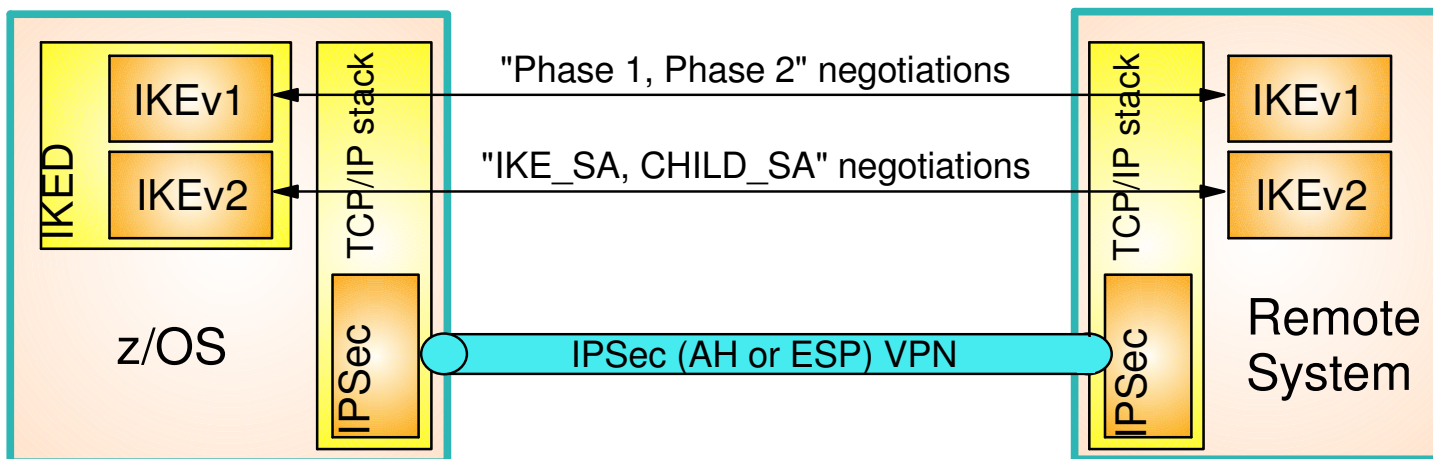 IKED
IKEv1
IKEv2
z/OS
TCP/IP stack
IPSec
"Phase 1, Phase 2" negotiations
"IKE_SA, CHILD_SA" negotiations
IPSec (AH or ESP) VPN
TCP/IP stack
IPSec
IKEv1
IKEv2
Remote
System